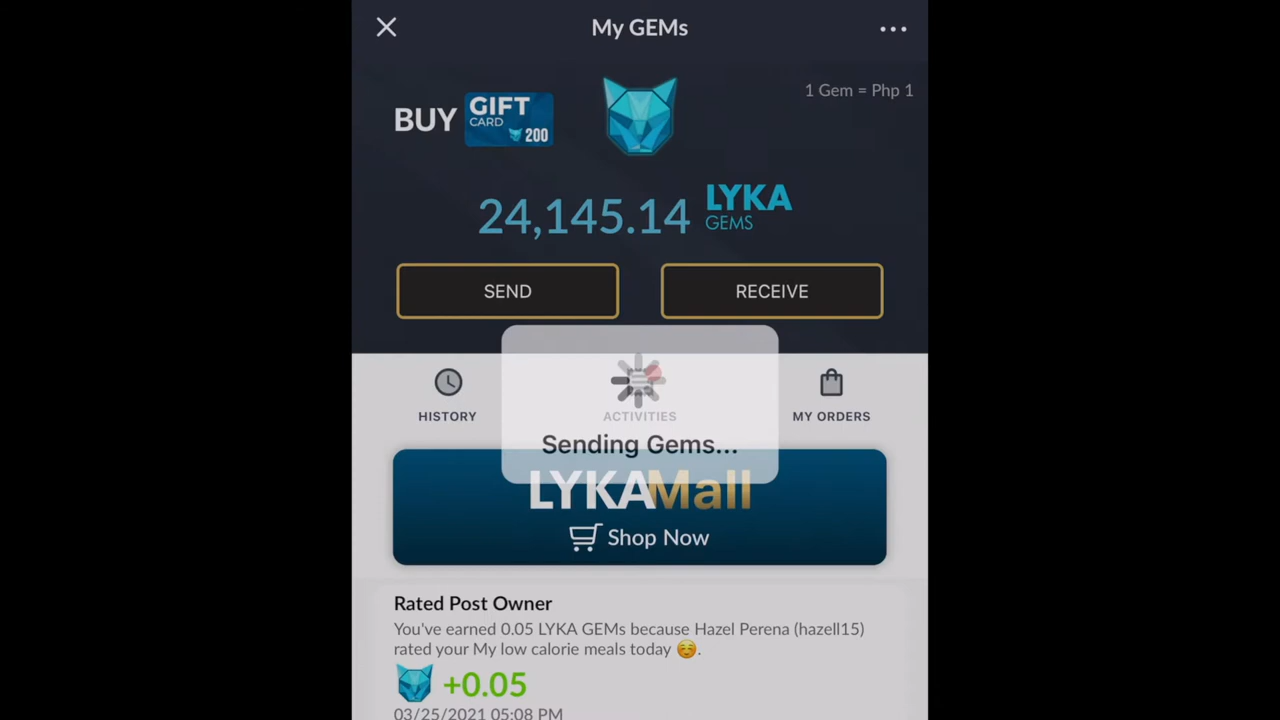 My GEMs
1 Gem = Php 1
BUY
GIFT
CARD
200
24,145.14
LYKA
GEMS
SEND
RECEIVE
HISTORY
ACTIVITIES
MY ORDERS
Sending Gems...
LYKAMall
Shop Now
Rated Post Owner
You've earned 0.05 LYKA GEMs because Hazel Perena (hazell15)
rated your My low calorie meals today ☺️.
+0.05
03/25/2021 05:08 PM